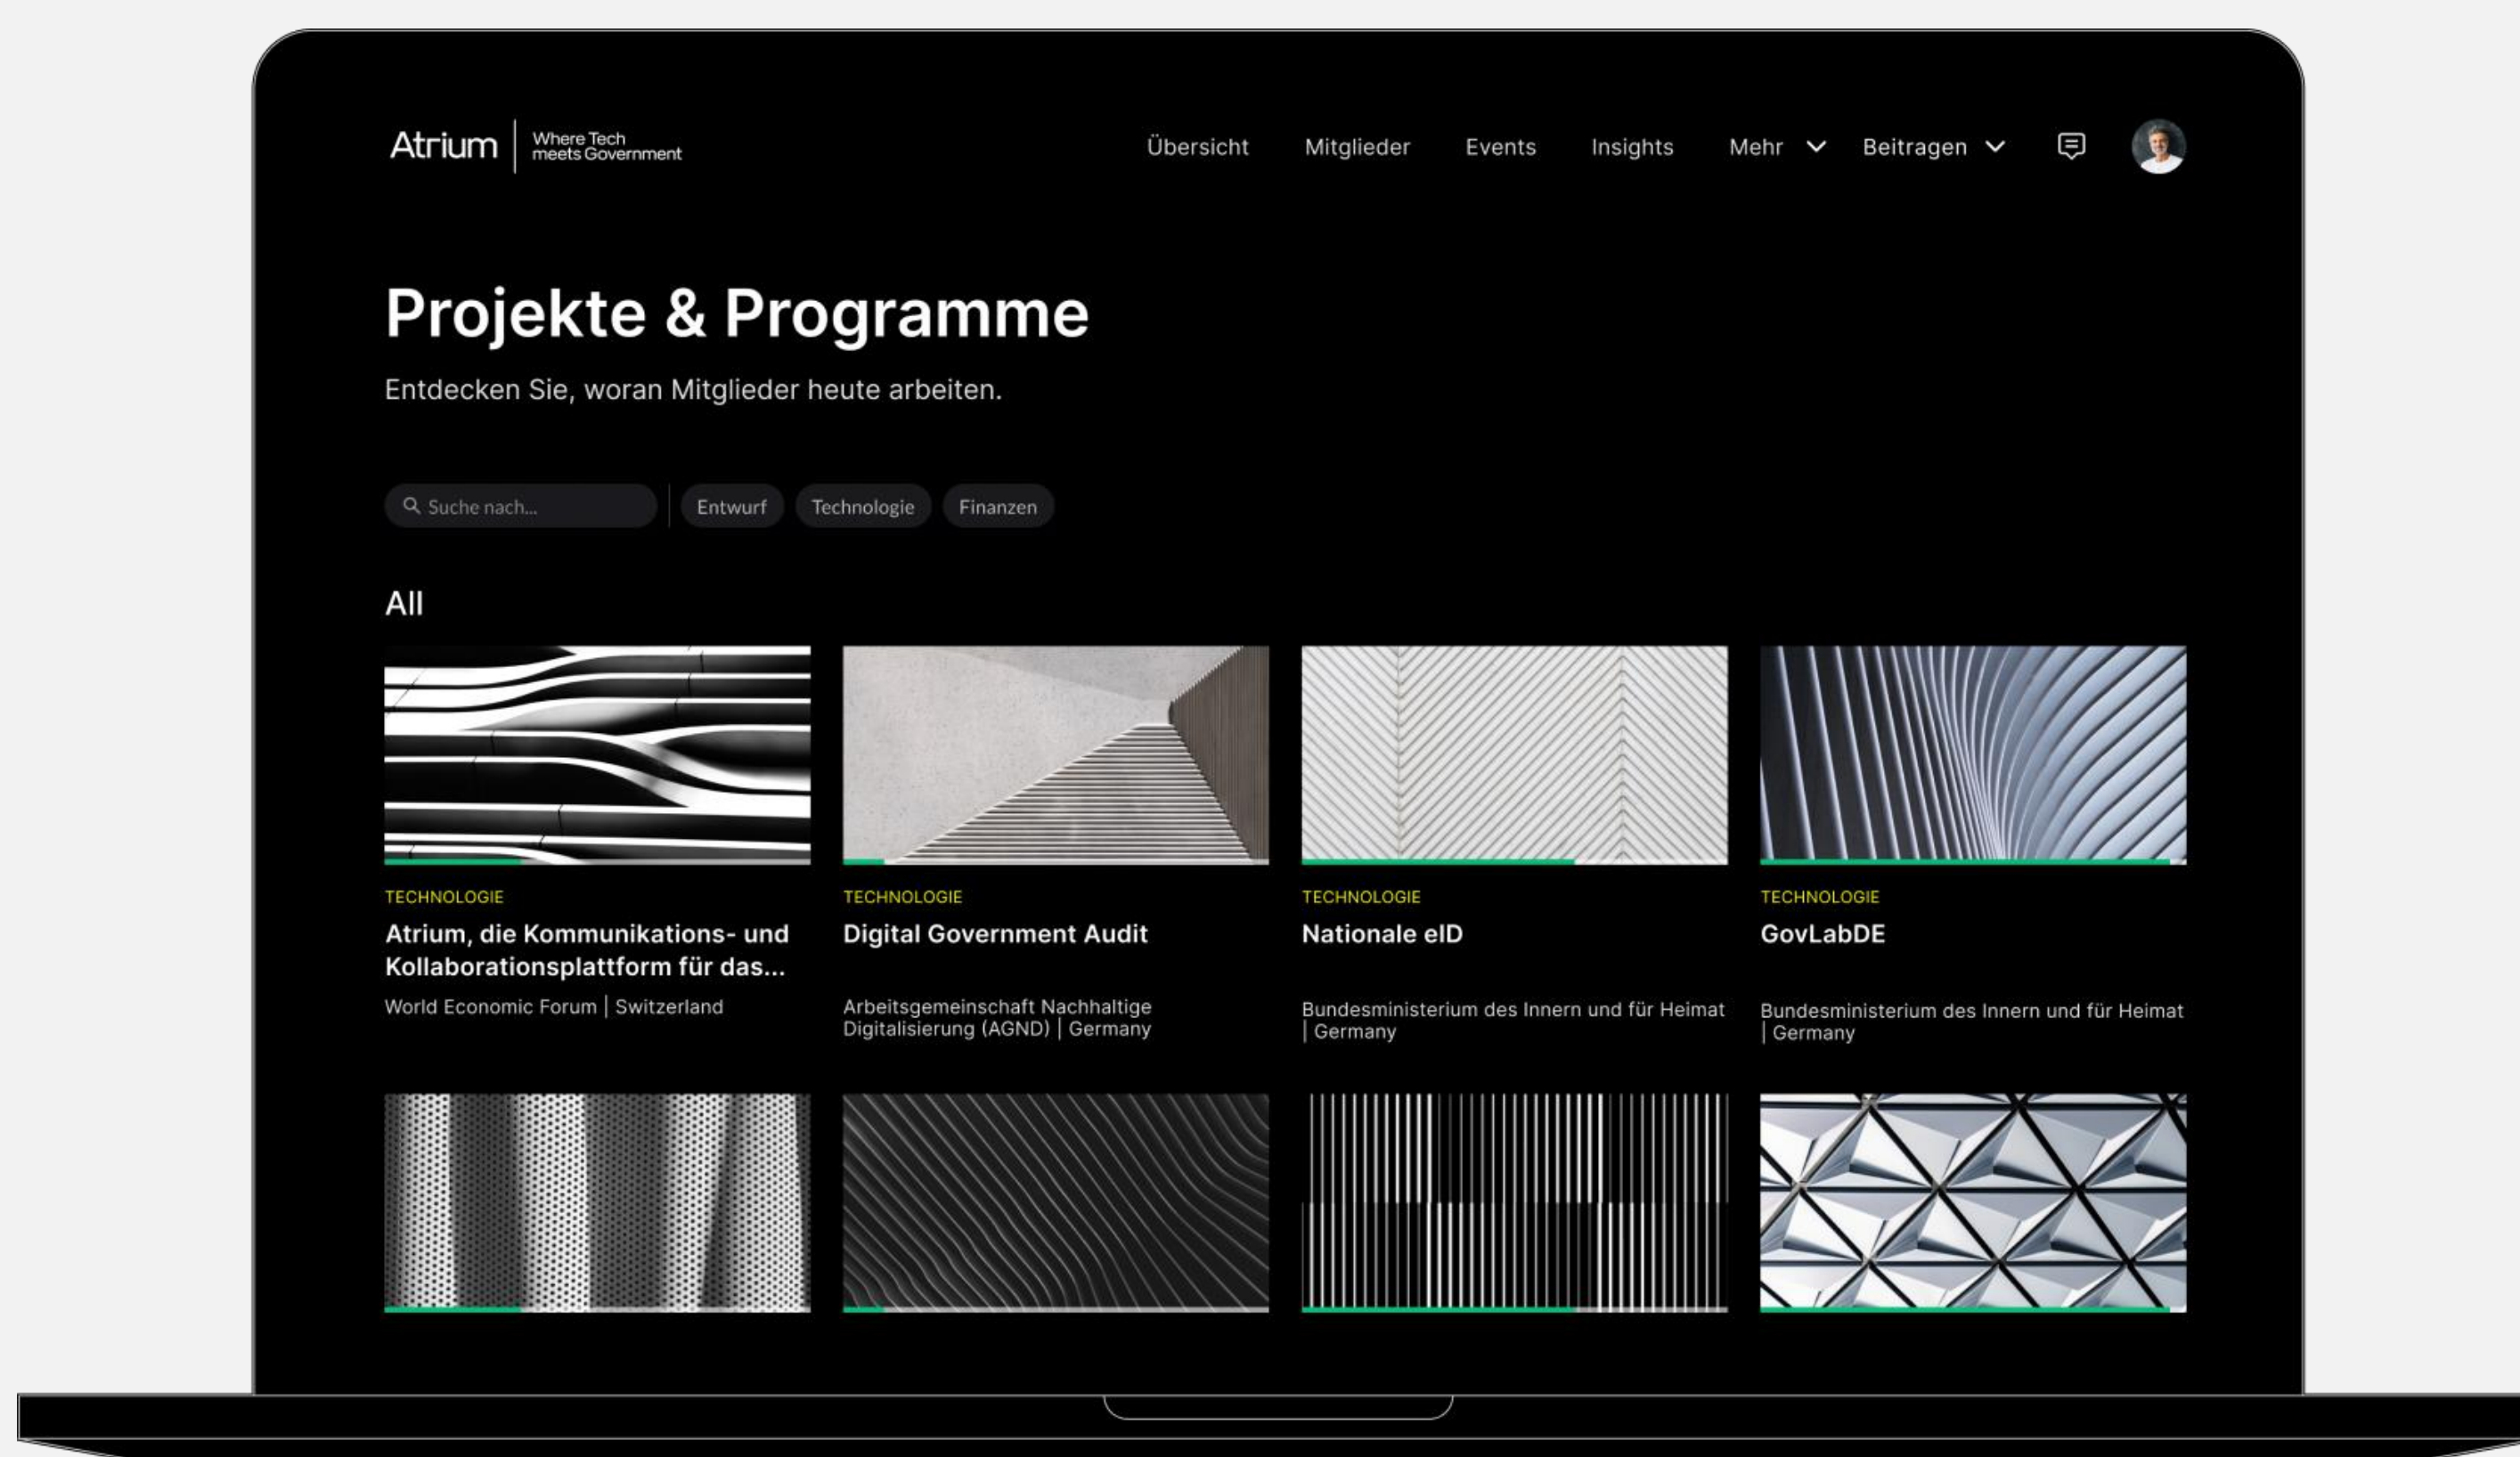 Atrium
Where Tech
meets Government
Übersicht
Mitglieder
Events
Insights
Mehr
Beitragen
Projekte & Programme
Entdecken Sie, woran Mitglieder heute arbeiten.
Suche nach...
Entwurf
Technologie
Finanzen
All
TECHNOLOGIE
Atrium, die Kommunikations- und
Kollaborationsplattform für das...
World Economic Forum | Switzerland
TECHNOLOGIE
Digital Government Audit
Arbeitsgemeinschaft Nachhaltige
Digitalisierung (AGND) | Germany
TECHNOLOGIE
Nationale eID
Bundesministerium des Innern und für Heimat
| Germany
TECHNOLOGIE
GovLabDE
Bundesministerium des Innern und für Heimat
| Germany